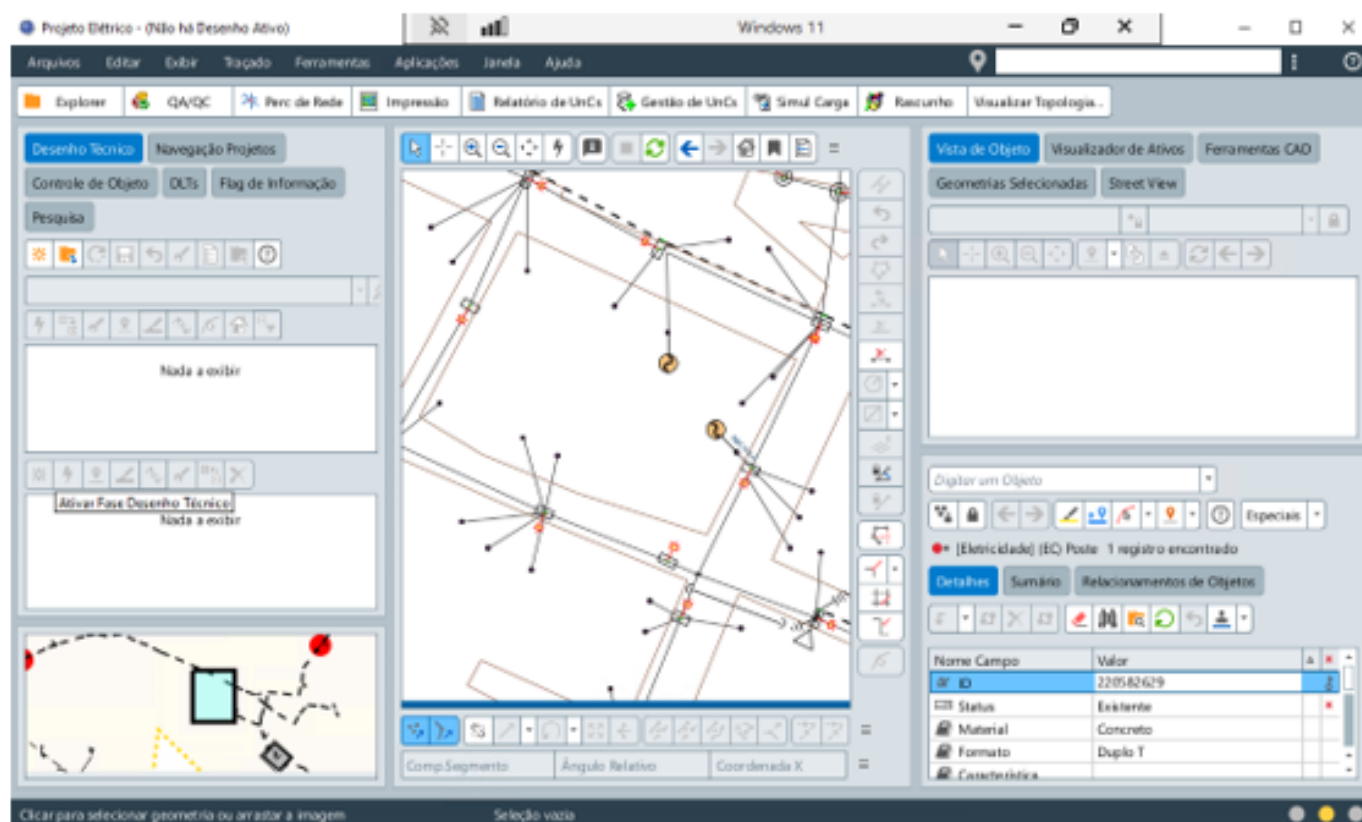 Projeto Elétrico - (Não há Desenho Ativo)
Windows 11
Arquivos Editar Exibir Traçado Ferramentas Aplicações Janela Ajuda
Explorer QA/QC Perc de Rede Impressão Relatório de UnCs Gestão de UnCs Simul Carga Rascunho Visualizar Topologia...
Desenho Técnico Navegação Projetos
Controle de Objeto DLTs Flag de Informação
Pesquisa
Nada a exibir
Ativar Fase Desenho Técnico
Nada a exibir
Comp.Segmento Ângulo Relativo Coordenada X
Vista de Objeto Visualizador de Ativos Ferramentas CAD
Geometrias Selecionadas Street View
Digitar um Objeto
Especiais
[Eletricidade] (EC) Poste 1 registro encontrado
Detalhes Sumário Relacionamentos de Objetos
Nome Campo Valor
ID 220582629
Status Existente
Material Concreto
Formato Duplo T
Característica
Clicar para selecionar geometria ou arrastar a imagem
Seleção vazia